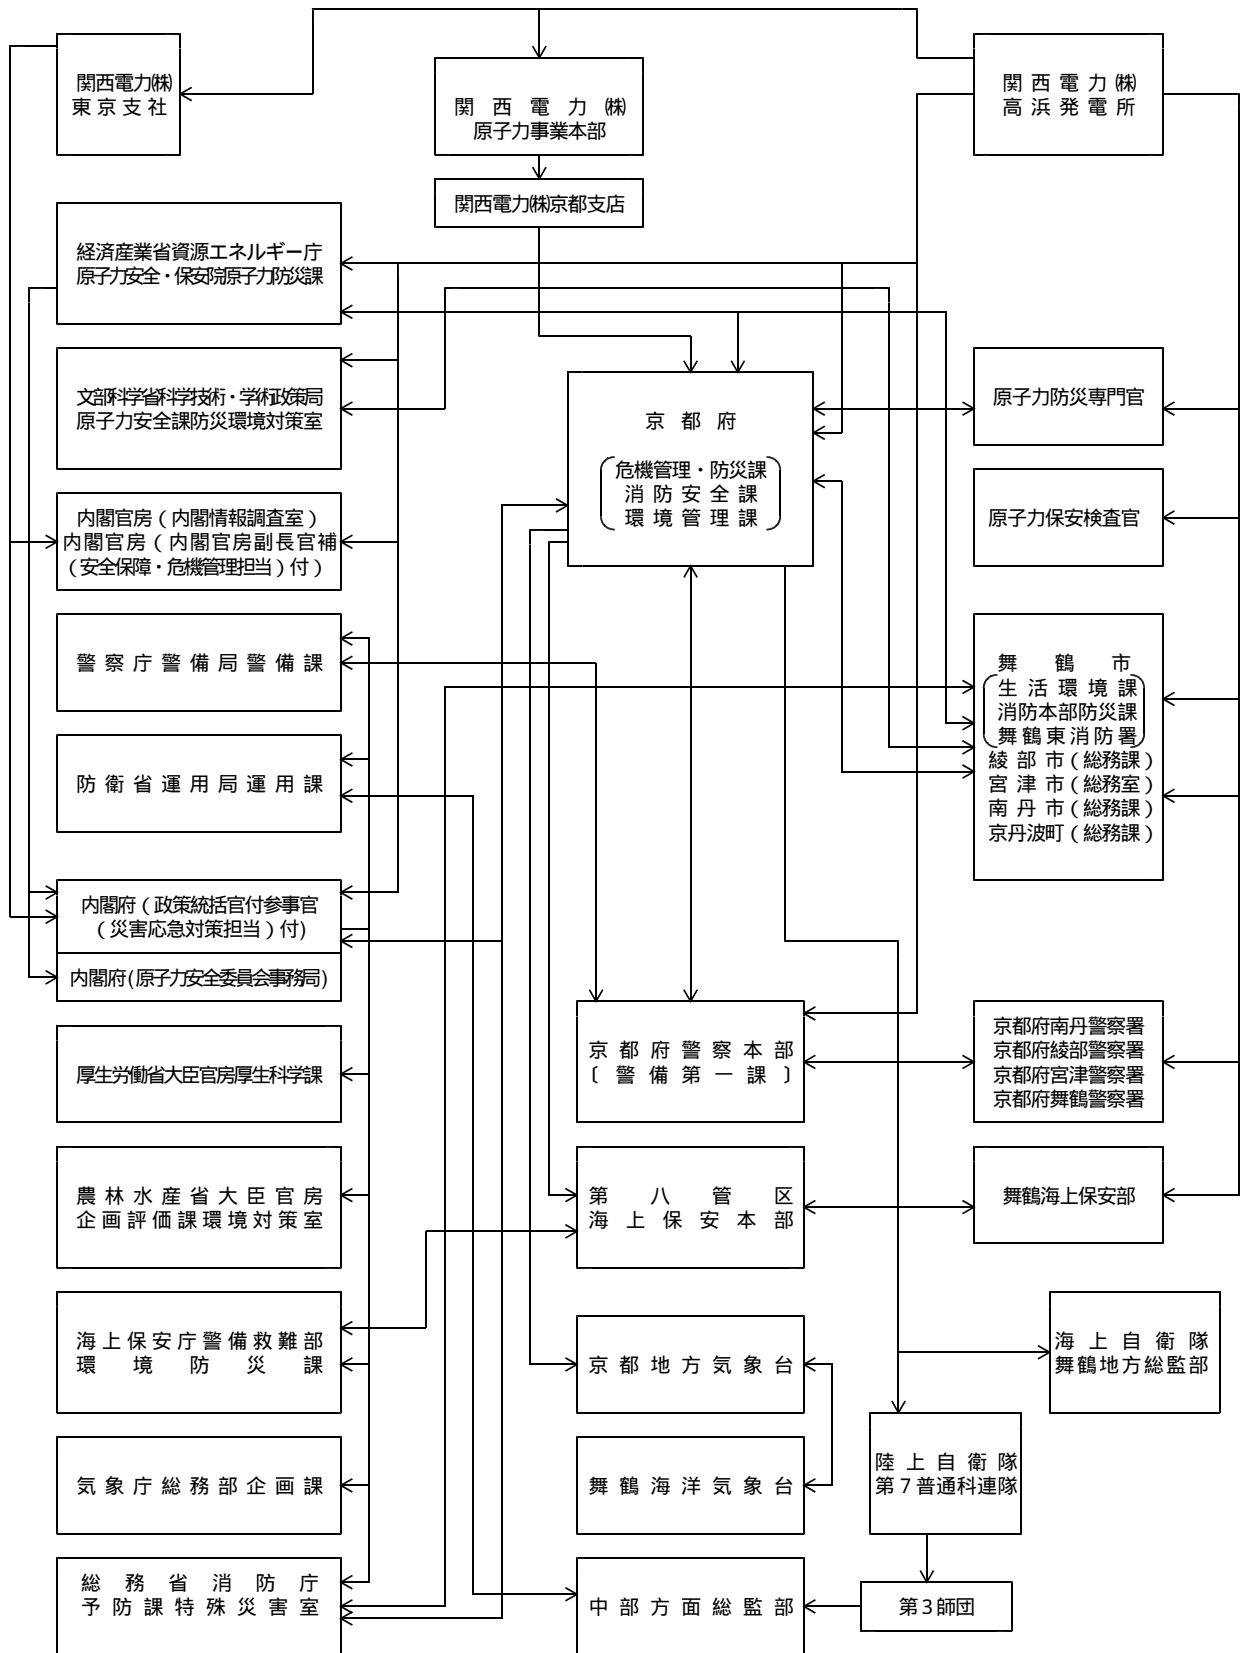 関西電力㈱
東京支社
関西電力㈱
原子力事業本部
関西電力㈱
高浜発電所
関西電力㈱京都支店
経済産業省資源エネルギー庁
原子力安全・保安院原子力防災課
文部科学省科学技術・学術政策局
原子力安全課防災環境対策室
京都府
危機管理・防災課
消防安全課
環境管理課
原子力防災専門官
原子力保安検査官
内閣官房（内閣情報調査室）
内閣官房（内閣官房副長官補
（安全保障・危機管理担当）付）
警察庁警備局警備課
舞鶴市
生活環境課
消防本部防災課
舞鶴東消防署
綾部市（総務課）
宮津市（総務室）
南丹市（総務課）
京丹波町（総務課）
防衛省運用局運用課
内閣府（政策統括官付参事官
（災害応急対策担当）付)
内閣府(原子力安全委員会事務局)
京都府警察本部
〔警備第一課〕
京都府南丹警察署
京都府綾部警察署
京都府宮津警察署
京都府舞鶴警察署
厚生労働省大臣官房厚生科学課
農林水産省大臣官房
企画評価課環境対策室
第八管区
海上保安本部
舞鶴海上保安部
海上保安庁警備救難部
環境防災課
京都地方気象台
海上自衛隊
舞鶴地方総監部
気象庁総務部企画課
舞鶴海洋気象台
陸上自衛隊
第７普通科連隊
総務省消防庁
予防課特殊災害室
中部方面総監部
第３師団